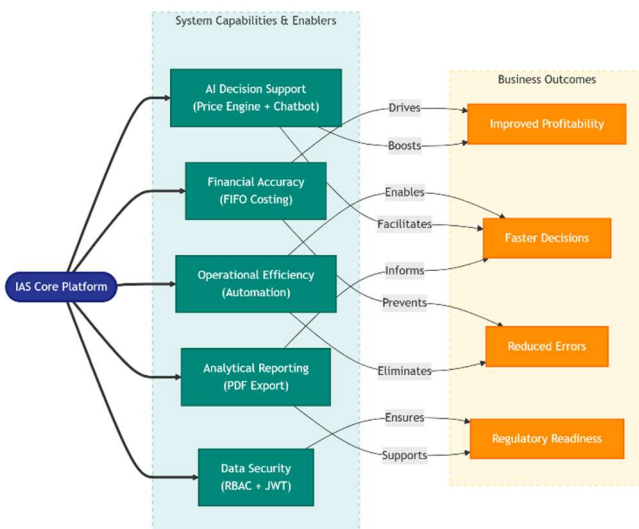 System Capabilities & Enablers
Business Outcomes
IAS Core Platform
AI Decision Support
(Price Engine + Chatbot)
Financial Accuracy
(FIFO Costing)
Operational Efficiency
(Automation)
Analytical Reporting
(PDF Export)
Data Security
(RBAC + JWT)
Drives
Boosts
Enables
Facilitates
Informs
Prevents
Eliminates
Ensures
Supports
Improved Profitability
Faster Decisions
Reduced Errors
Regulatory Readiness